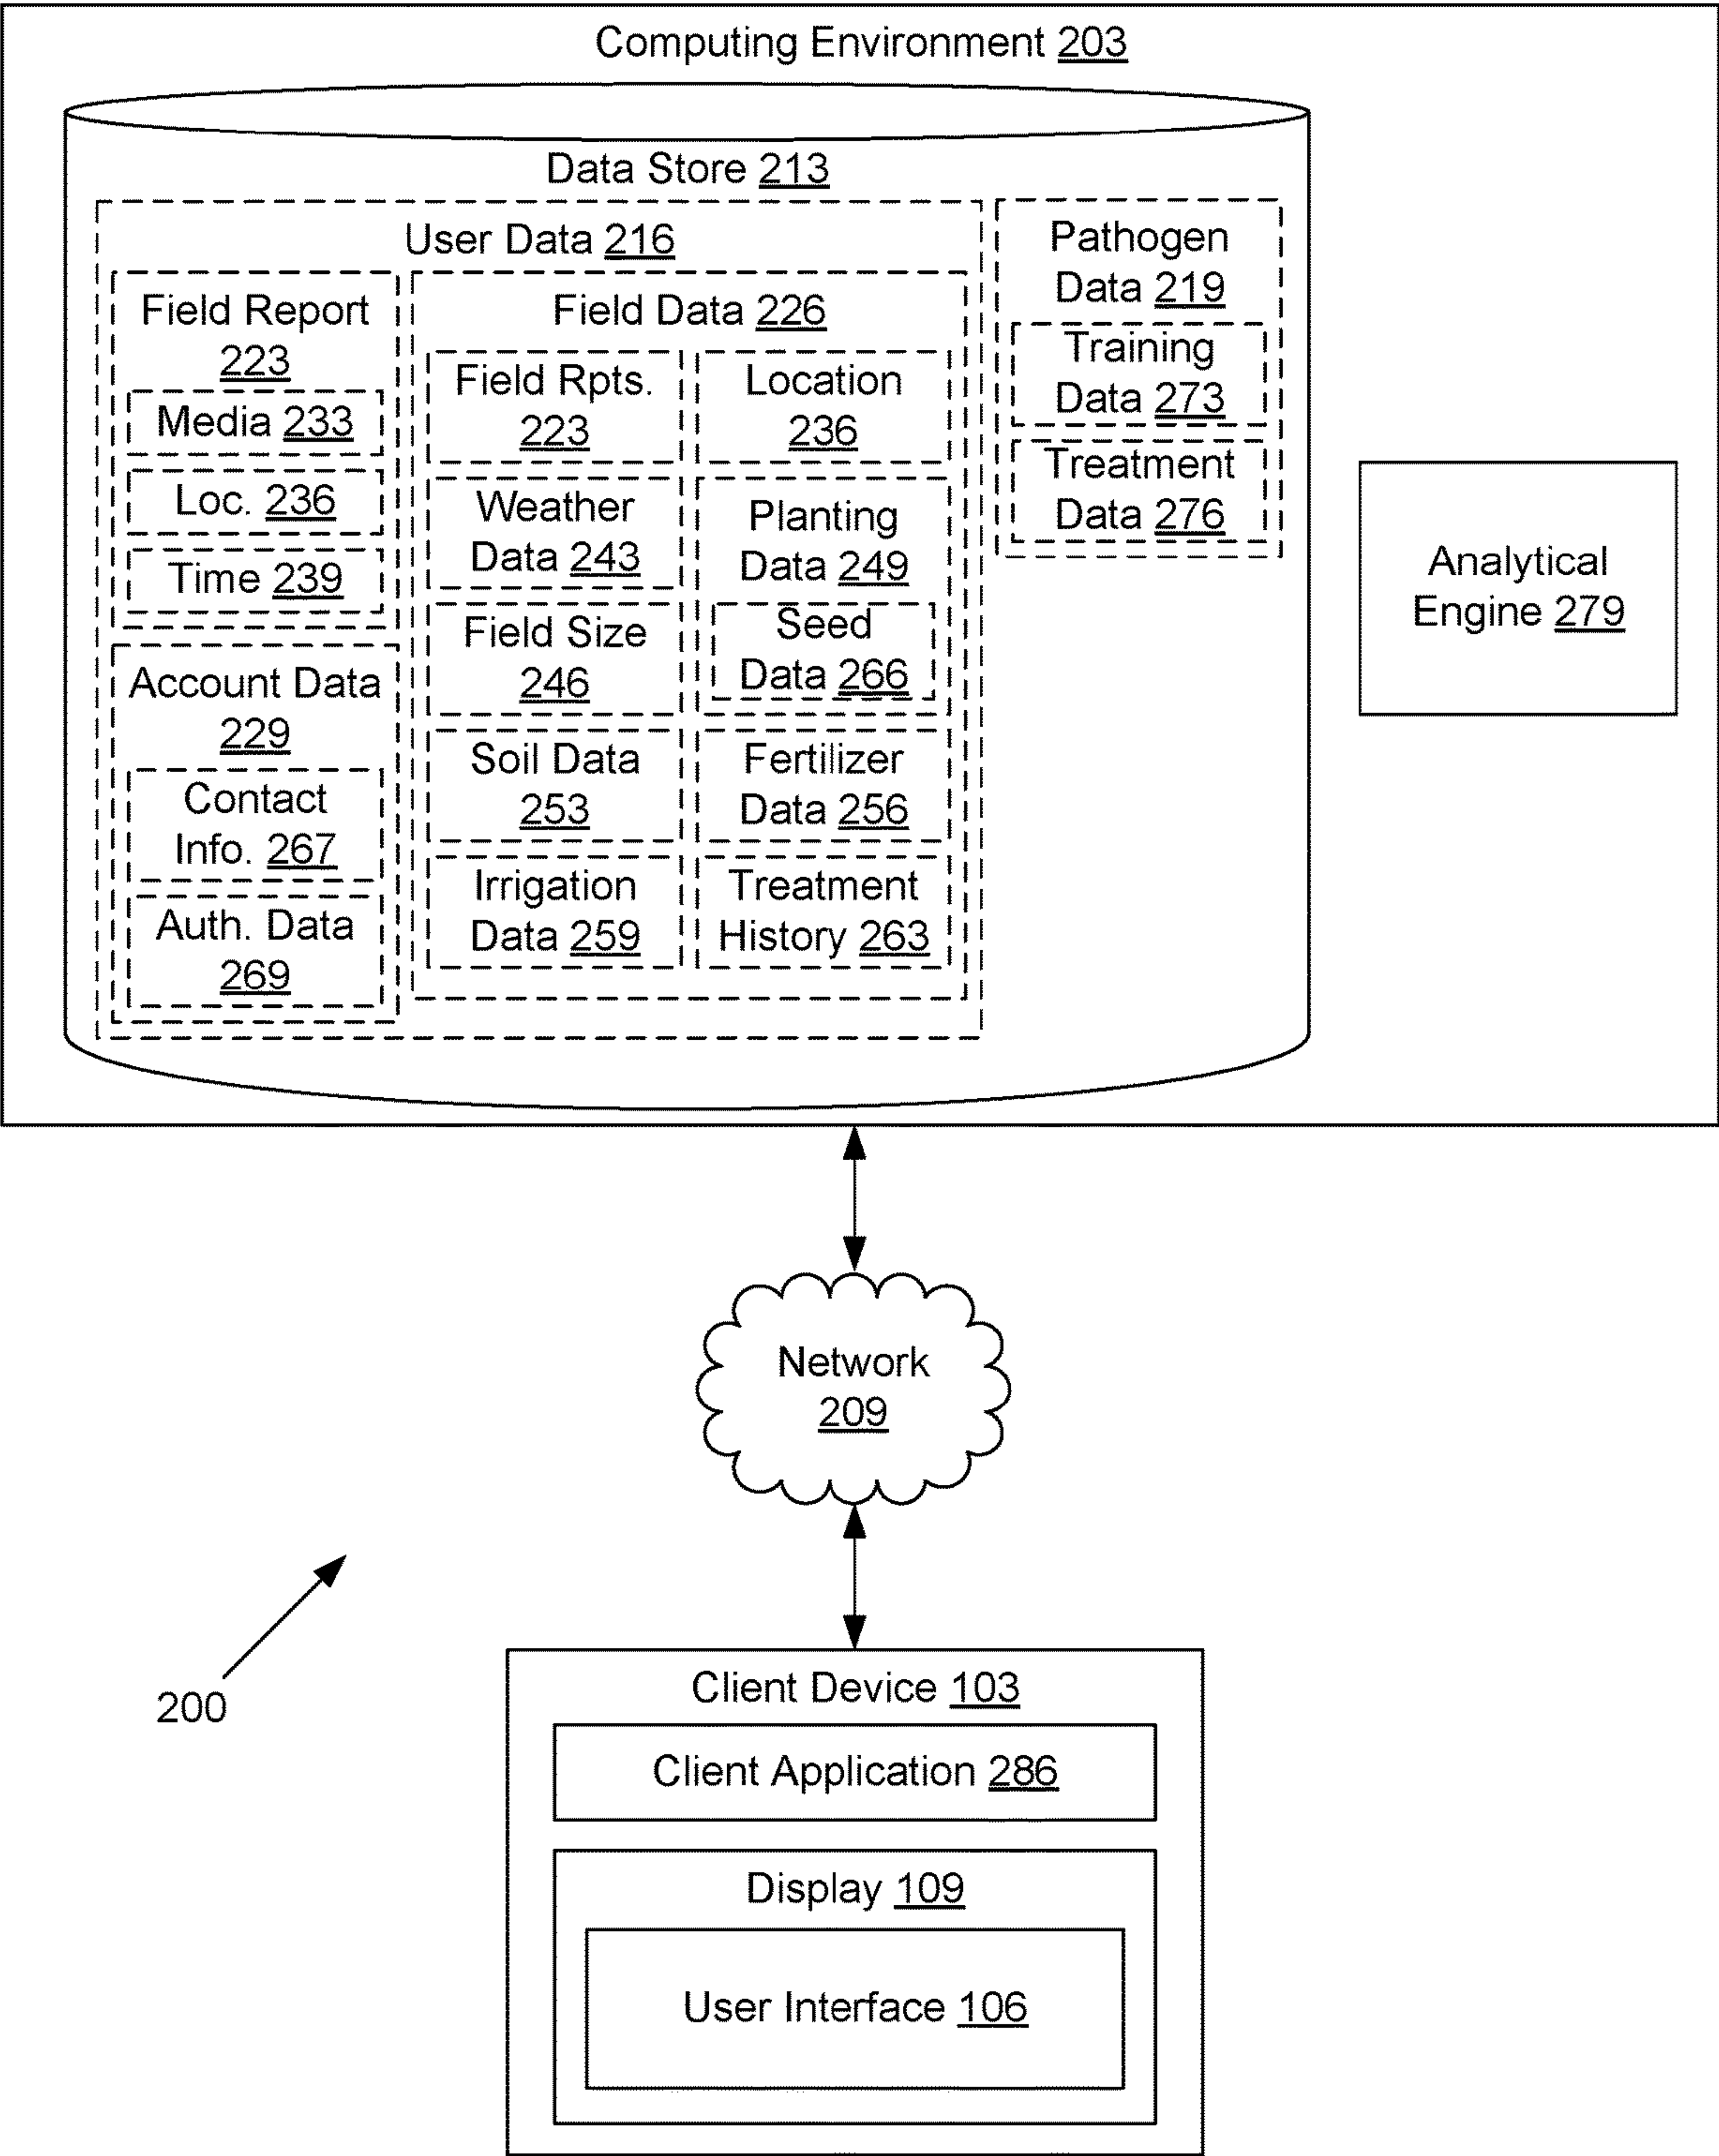 Computing Environment 203
Data Store 213
User Data 216
Field Report
223
Media 233
Loc. 236
Time 239
Account Data
229
Contact
Info. 267
Auth. Data
269
Field Data 226
Field Rpts.
223
Location
236
Weather
Data 243
Planting
Data 249
Seed
Data 266
Field Size
246
Soil Data
253
Fertilizer
Data 256
Irrigation
Data 259
Treatment
History 263
Pathogen
Data 219
Training
Data 273
Treatment
Data 276
Analytical
Engine 279
Network
209
200
Client Device 103
Client Application 286
Display 109
User Interface 106